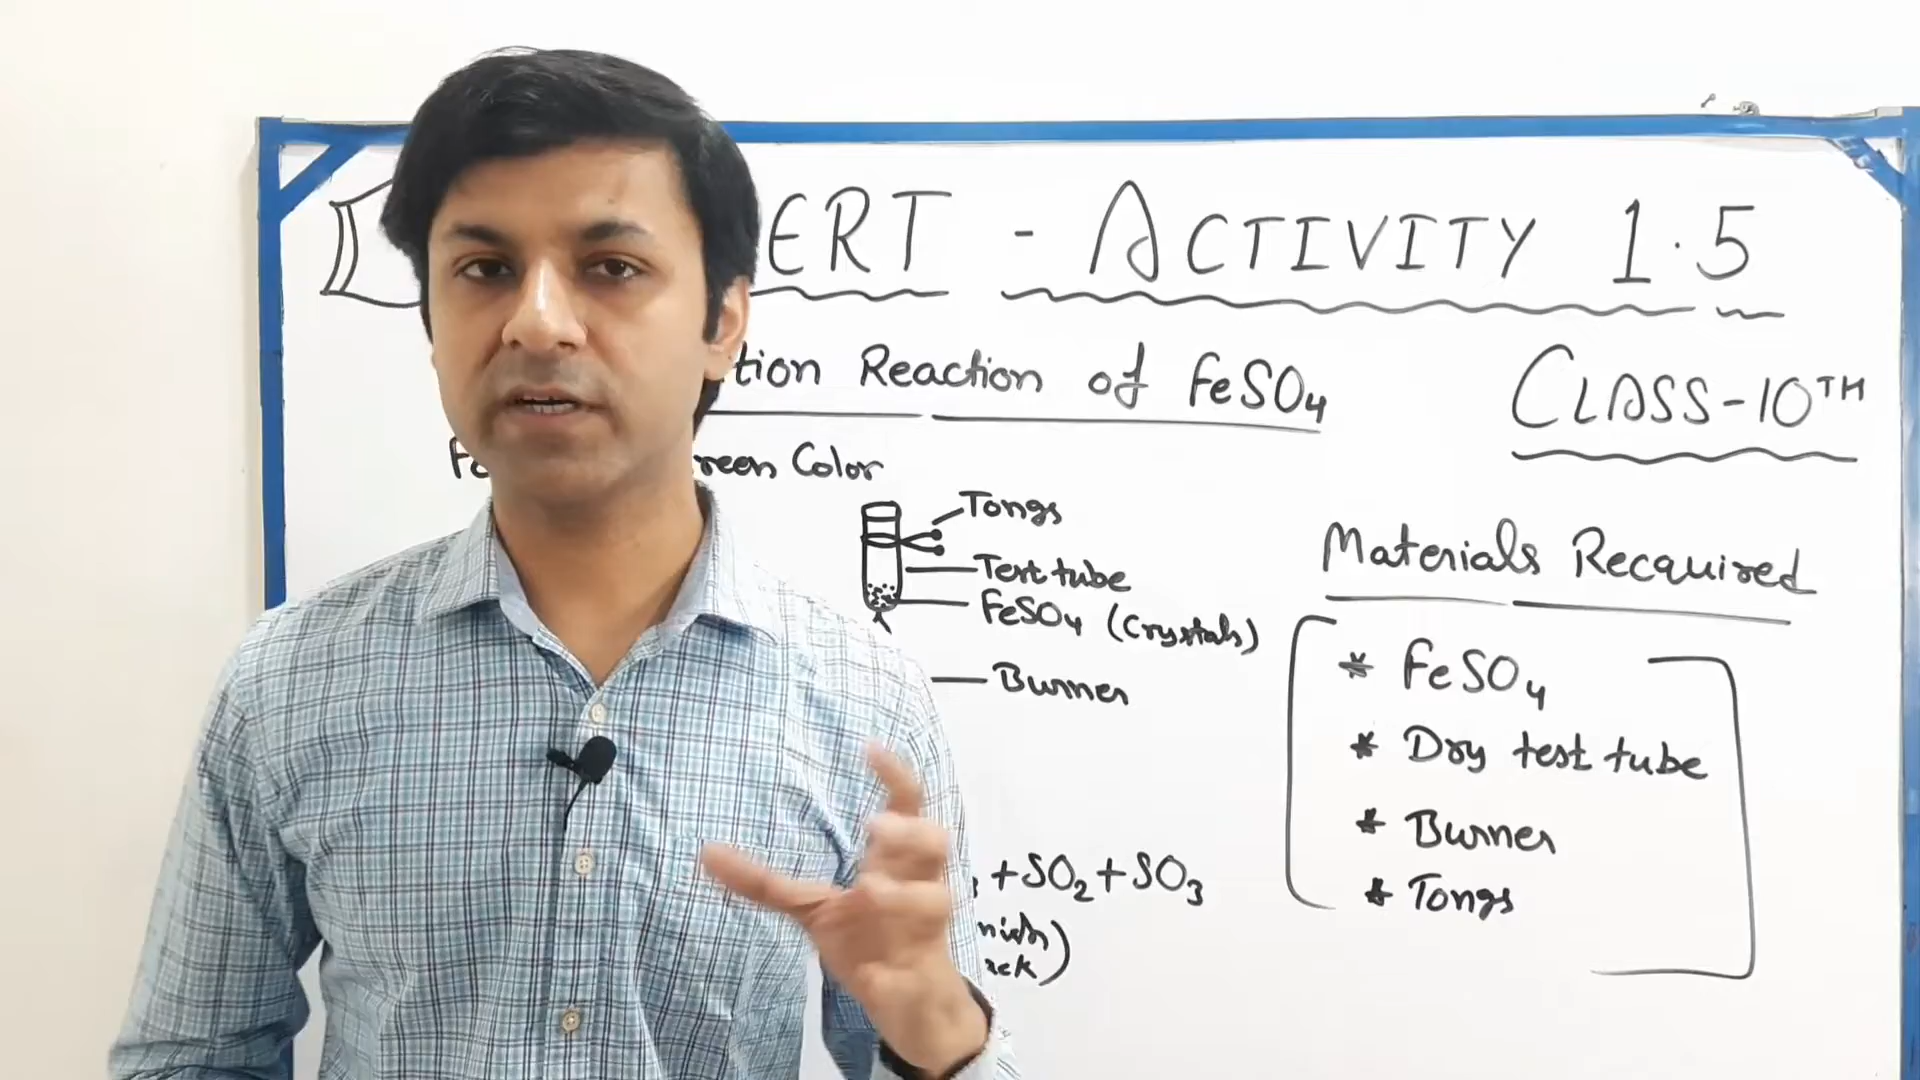 ERT - ACTIVITY 1.5
tion Reaction of FeSO4
CLASS-10TH
reen Color
Tongs
Test tube
FeSO4 (Crystals)
Burner
+SO2+SO3
Materials Recquired
* FeSO4
* Dry test tube
* Burner
* Tongs